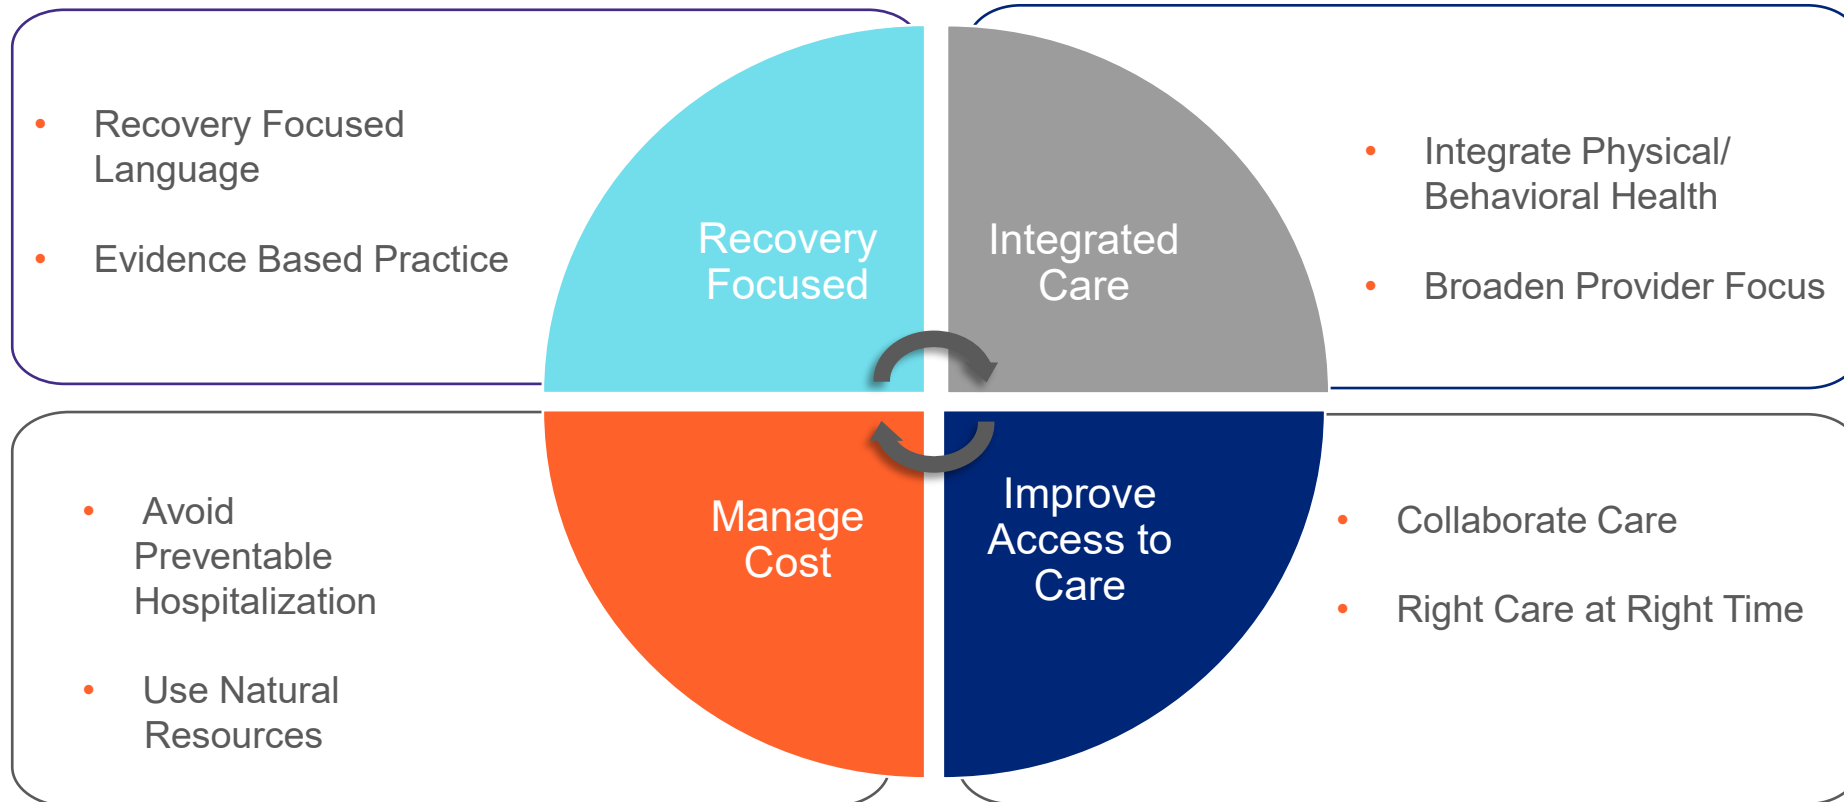 • Recovery Focused
Language
• Evidence Based Practice
Recovery
Focused
Integrated
Care
• Integrate Physical/
Behavioral Health
• Broaden Provider Focus
• Avoid
Preventable
Hospitalization
• Use Natural
Resources
Manage
Cost
Improve
Access to
Care
• Collaborate Care
• Right Care at Right Time